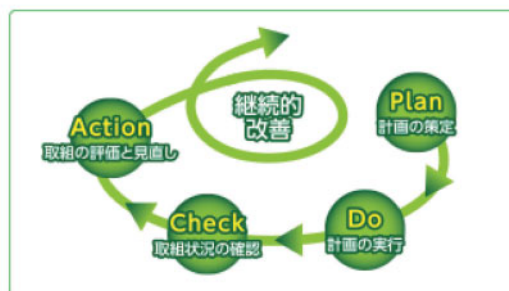 継続的
改善
Plan
計画の策定
Do
計画の実行
Check
取組状況の確認
Action
取組の評価と見直し